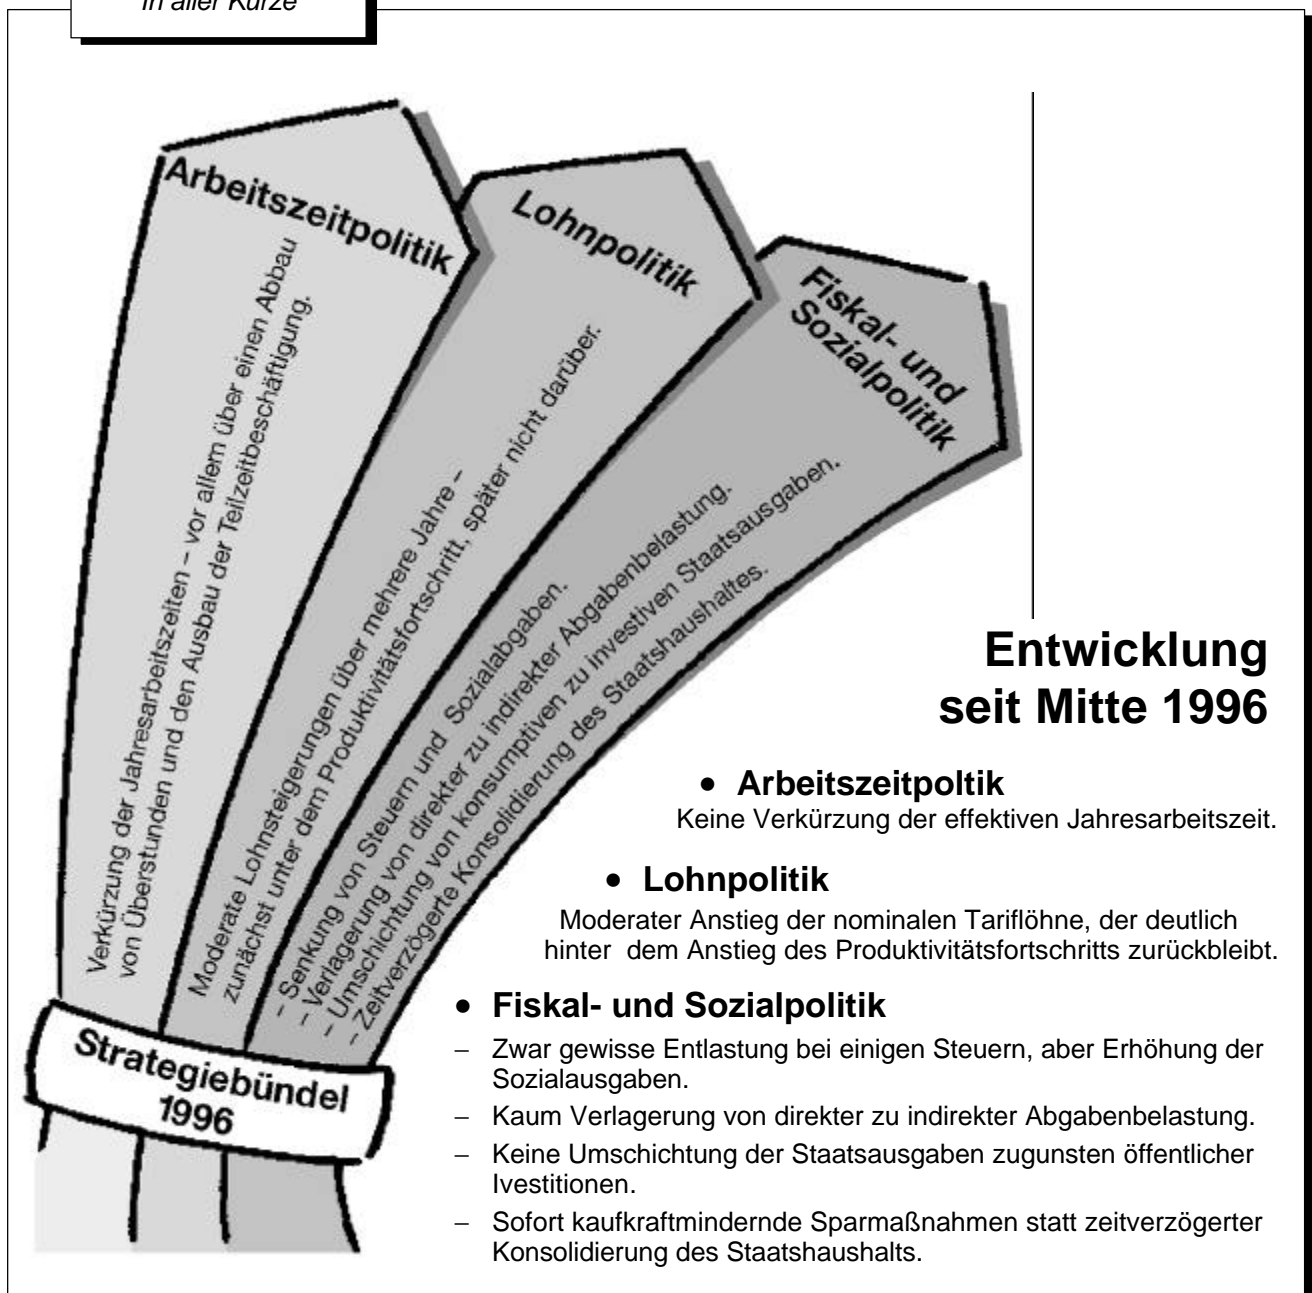 In aller Kürze
Arbeitszeitpolitik
Verkürzung der Jahresarbeitszeiten – vor allem über einen Abbau
von Überstunden und den Ausbau der Teilzeitbeschäftigung.
Lohnpolitik
Moderate Lohnsteigerungen über mehrere Jahre –
zunächst unter dem Produktivitätsfortschritt, später nicht darüber.
Fiskal- und
Sozialpolitik
– Senkung von Steuern und Sozialabgaben.
– Verlagerung von direkter zu indirekter Abgabenbelastung.
– Umschichtung von konsumptiven zu investiven Staatsausgaben.
– Zeitverzögerte Konsolidierung des Staatshaushaltes.
Strategiebündel
1996
Entwicklung
seit Mitte 1996
• Arbeitszeitpoltik
Keine Verkürzung der effektiven Jahresarbeitszeit.
• Lohnpolitik
Moderater Anstieg der nominalen Tariflöhne, der deutlich
hinter dem Anstieg des Produktivitätsfortschritts zurückbleibt.
• Fiskal- und Sozialpolitik
– Zwar gewisse Entlastung bei einigen Steuern, aber Erhöhung der
Sozialausgaben.
– Kaum Verlagerung von direkter zu indirekter Abgabenbelastung.
– Keine Umschichtung der Staatsausgaben zugunsten öffentlicher
Ivestitionen.
– Sofort kaufkraftmindernde Sparmaßnahmen statt zeitverzögerter
Konsolidierung des Staatshaushalts.